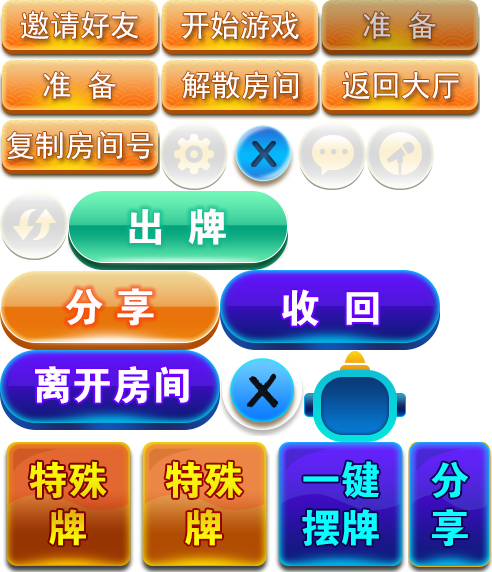 邀请好友 开始游戏 准 备
准 备 解散房间 返回大厅
复制房间号
出 牌
分 享 收 回
离开房间
特殊 特殊 一键 分
牌 牌 摆牌 享